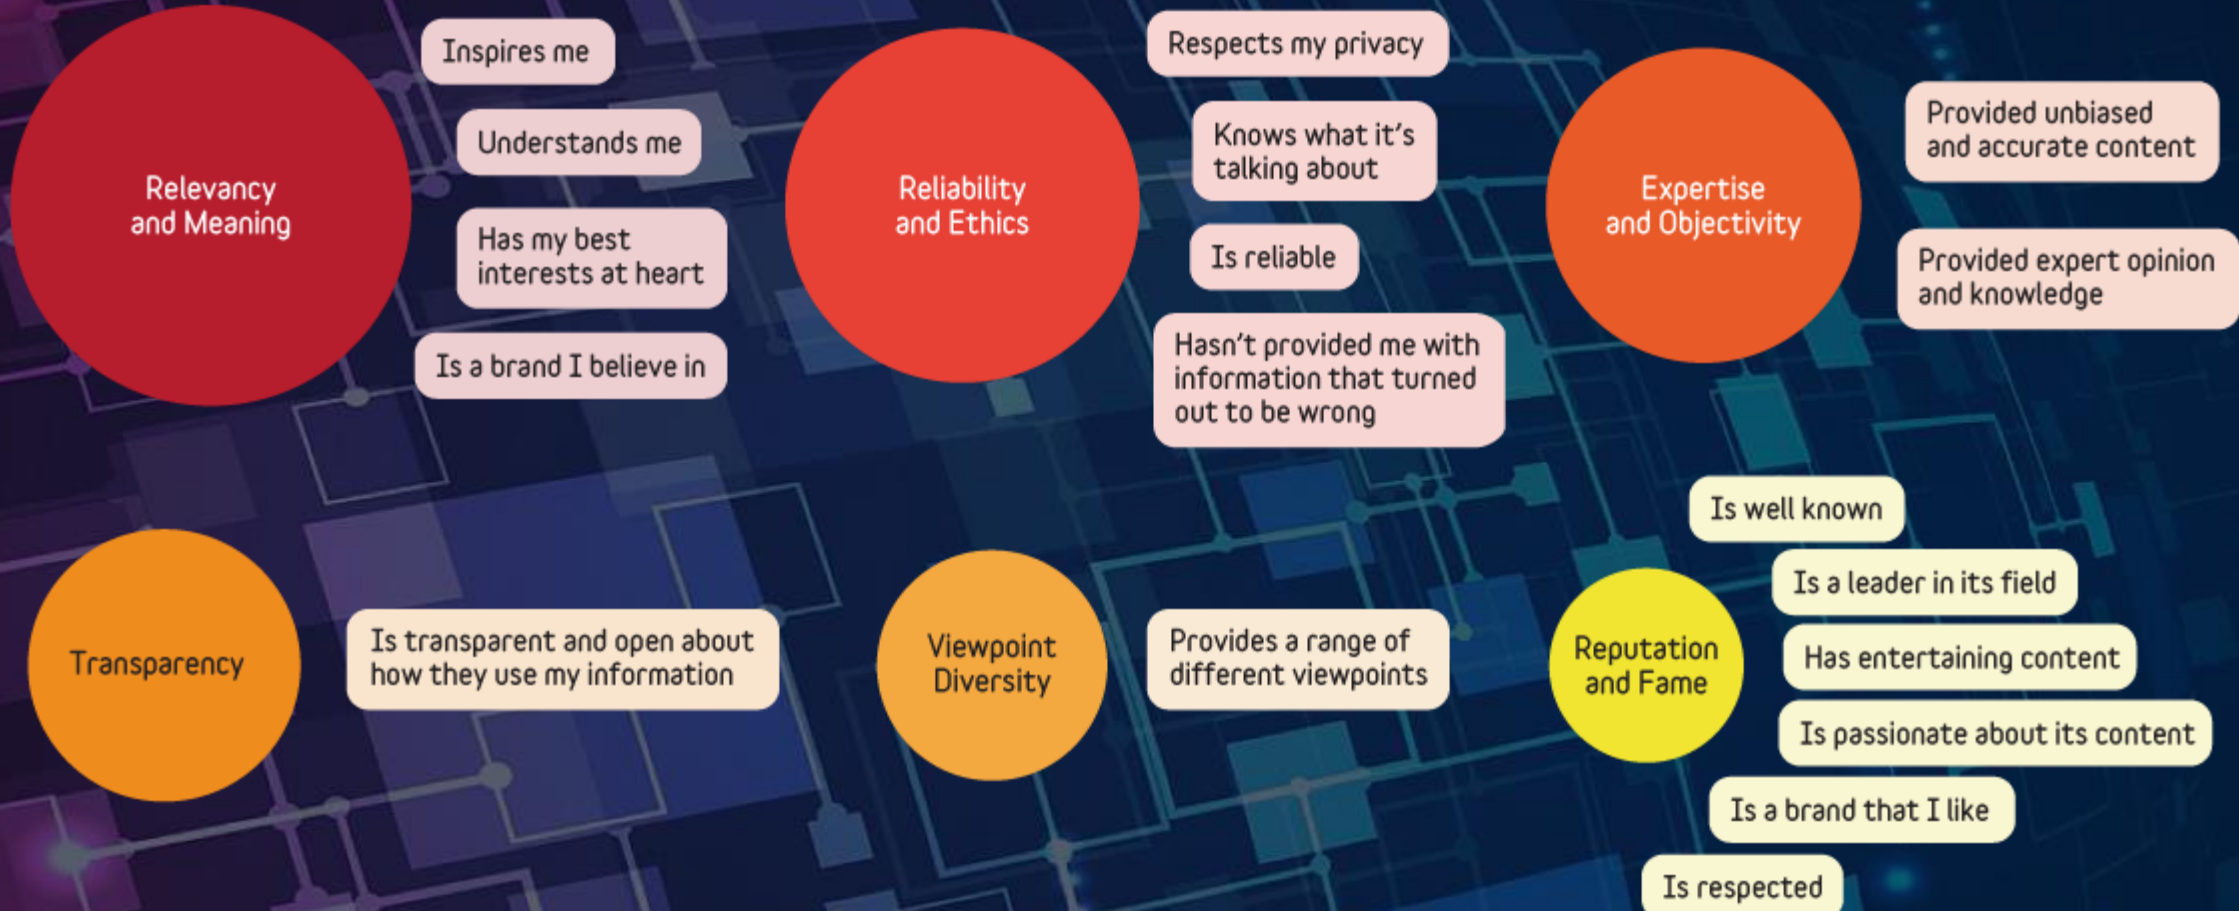 Relevancy
and Meaning
Inspires me
Understands me
Has my best
interests at heart
Is a brand I believe in
Reliability
and Ethics
Respects my privacy
Knows what it's
talking about
Is reliable
Hasn't provided me with
information that turned
out to be wrong
Expertise
and Objectivity
Provided unbiased
and accurate content
Provided expert opinion
and knowledge
Transparency
Is transparent and open about
how they use my information
Viewpoint
Diversity
Provides a range of
different viewpoints
Reputation
and Fame
Is well known
Is a leader in its field
Has entertaining content
Is passionate about its content
Is a brand that I like
Is respected